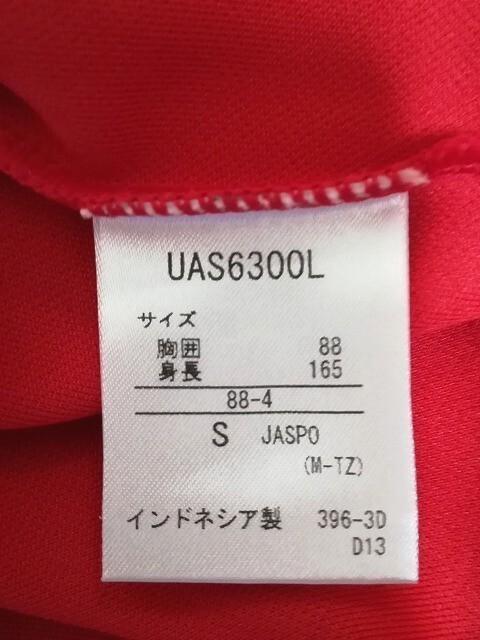 UAS6300L
サイズ
胸囲 88
身長 165
88-4
S JASPO
(M-TZ)
インドネシア製 396-3D
D13